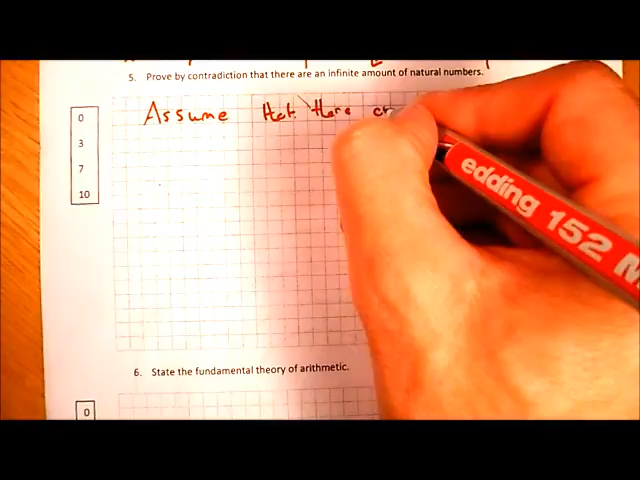 5. Prove by contradiction that there are an infinite amount of natural numbers.
Assume that there
0
3
7
10
edding 152 M
6. State the fundamental theory of arithmetic.
0